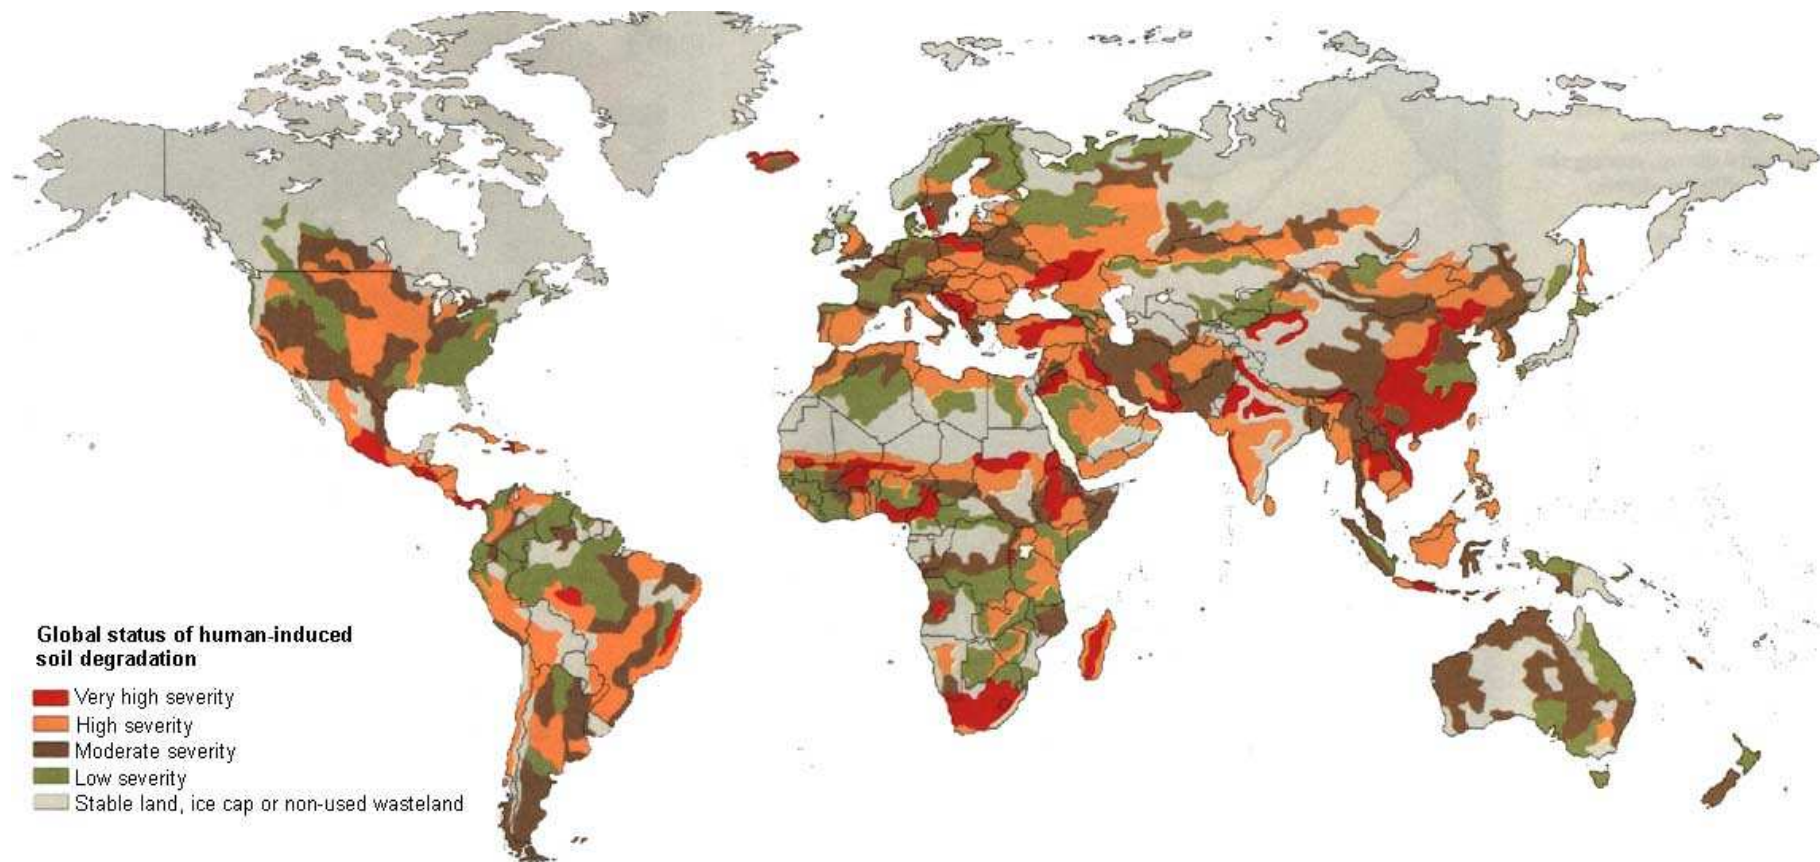 Global status of human-induced
soil degradation
Very high severity
High severity
Moderate severity
Low severity
Stable land, ice cap or non-used wasteland